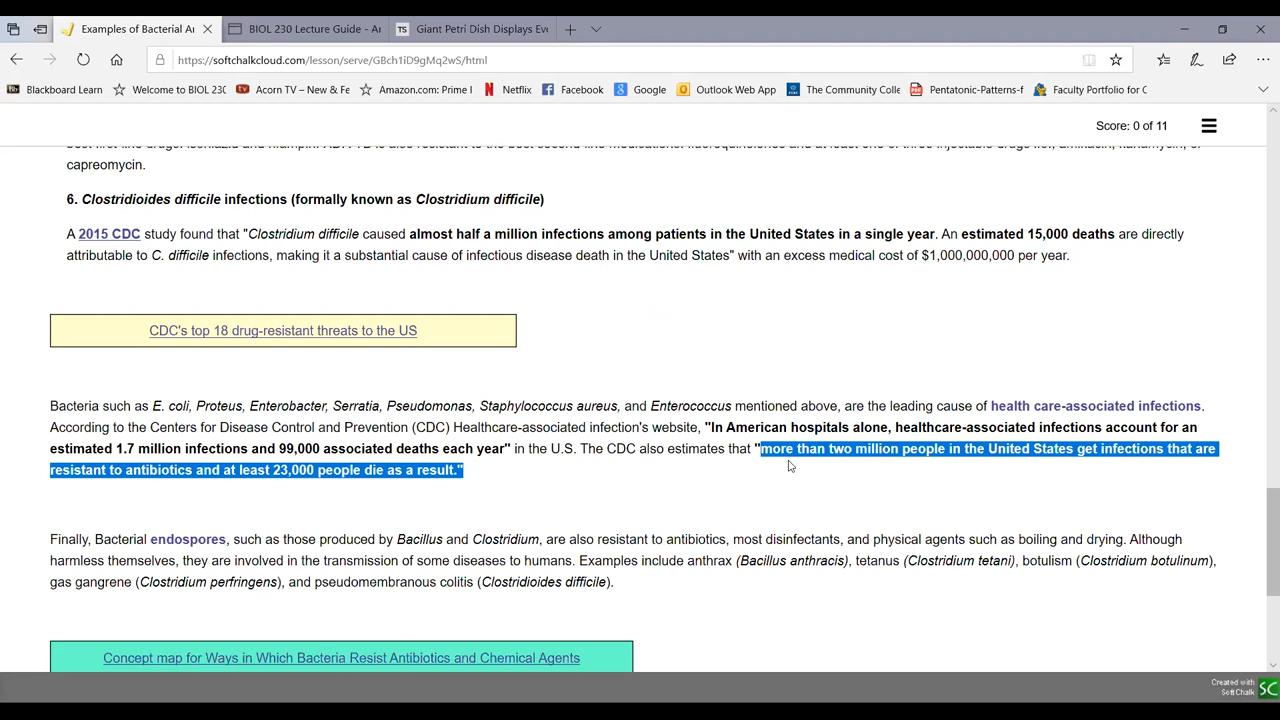 Examples of Bacterial Ar
BIOL 230 Lecture Guide - Ar
TS Giant Petri Dish Displays Evo
https://softchalkcloud.com/lesson/serve/GBch1iD9gMq2wS/html
Bb Blackboard Learn
Welcome to BIOL 230
tv Acorn TV – New & Fe
Amazon.com: Prime I
N Netflix
Facebook
Google
Outlook Web App
The Community Colle
Pentatonic-Patterns-f
Faculty Portfolio for C
Score: 0 of 11
capreomycin.
6. Clostridioides difficile infections (formally known as Clostridium difficile)
A 2015 CDC study found that "Clostridium difficile caused almost half a million infections among patients in the United States in a single year. An estimated 15,000 deaths are directly
attributable to C. difficile infections, making it a substantial cause of infectious disease death in the United States" with an excess medical cost of $1,000,000,000 per year.
CDC's top 18 drug-resistant threats to the US
Bacteria such as E. coli, Proteus, Enterobacter, Serratia, Pseudomonas, Staphylococcus aureus, and Enterococcus mentioned above, are the leading cause of health care-associated infections.
According to the Centers for Disease Control and Prevention (CDC) Healthcare-associated infection's website, "In American hospitals alone, healthcare-associated infections account for an
estimated 1.7 million infections and 99,000 associated deaths each year" in the U.S. The CDC also estimates that "more than two million people in the United States get infections that are
resistant to antibiotics and at least 23,000 people die as a result."
Finally, Bacterial endospores, such as those produced by Bacillus and Clostridium, are also resistant to antibiotics, most disinfectants, and physical agents such as boiling and drying. Although
harmless themselves, they are involved in the transmission of some diseases to humans. Examples include anthrax (Bacillus anthracis), tetanus (Clostridium tetani), botulism (Clostridium botulinum),
gas gangrene (Clostridium perfringens), and pseudomembranous colitis (Clostridioides difficile).
Concept map for Ways in Which Bacteria Resist Antibiotics and Chemical Agents
Created with
SoftChalk
SC